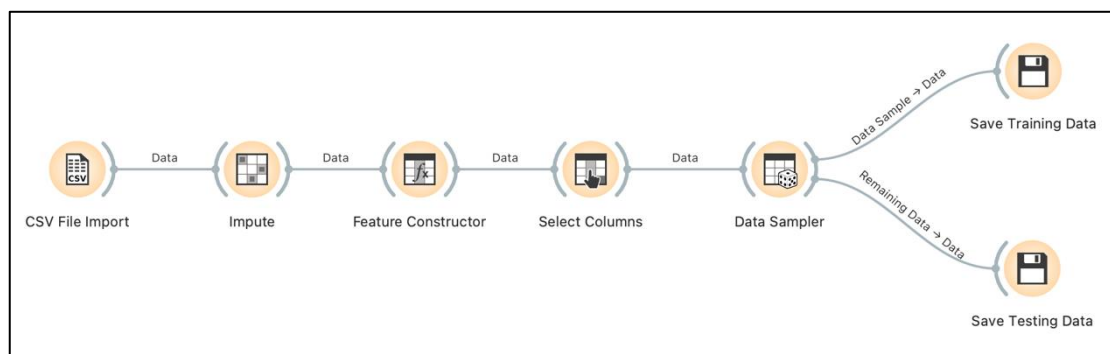 Data Sample → Data
Save Training Data
CSV
Data
Data
fx
Data
Data
CSV File Import
Impute
Feature Constructor
Select Columns
Data Sampler
Remaining Data → Data
Save Testing Data